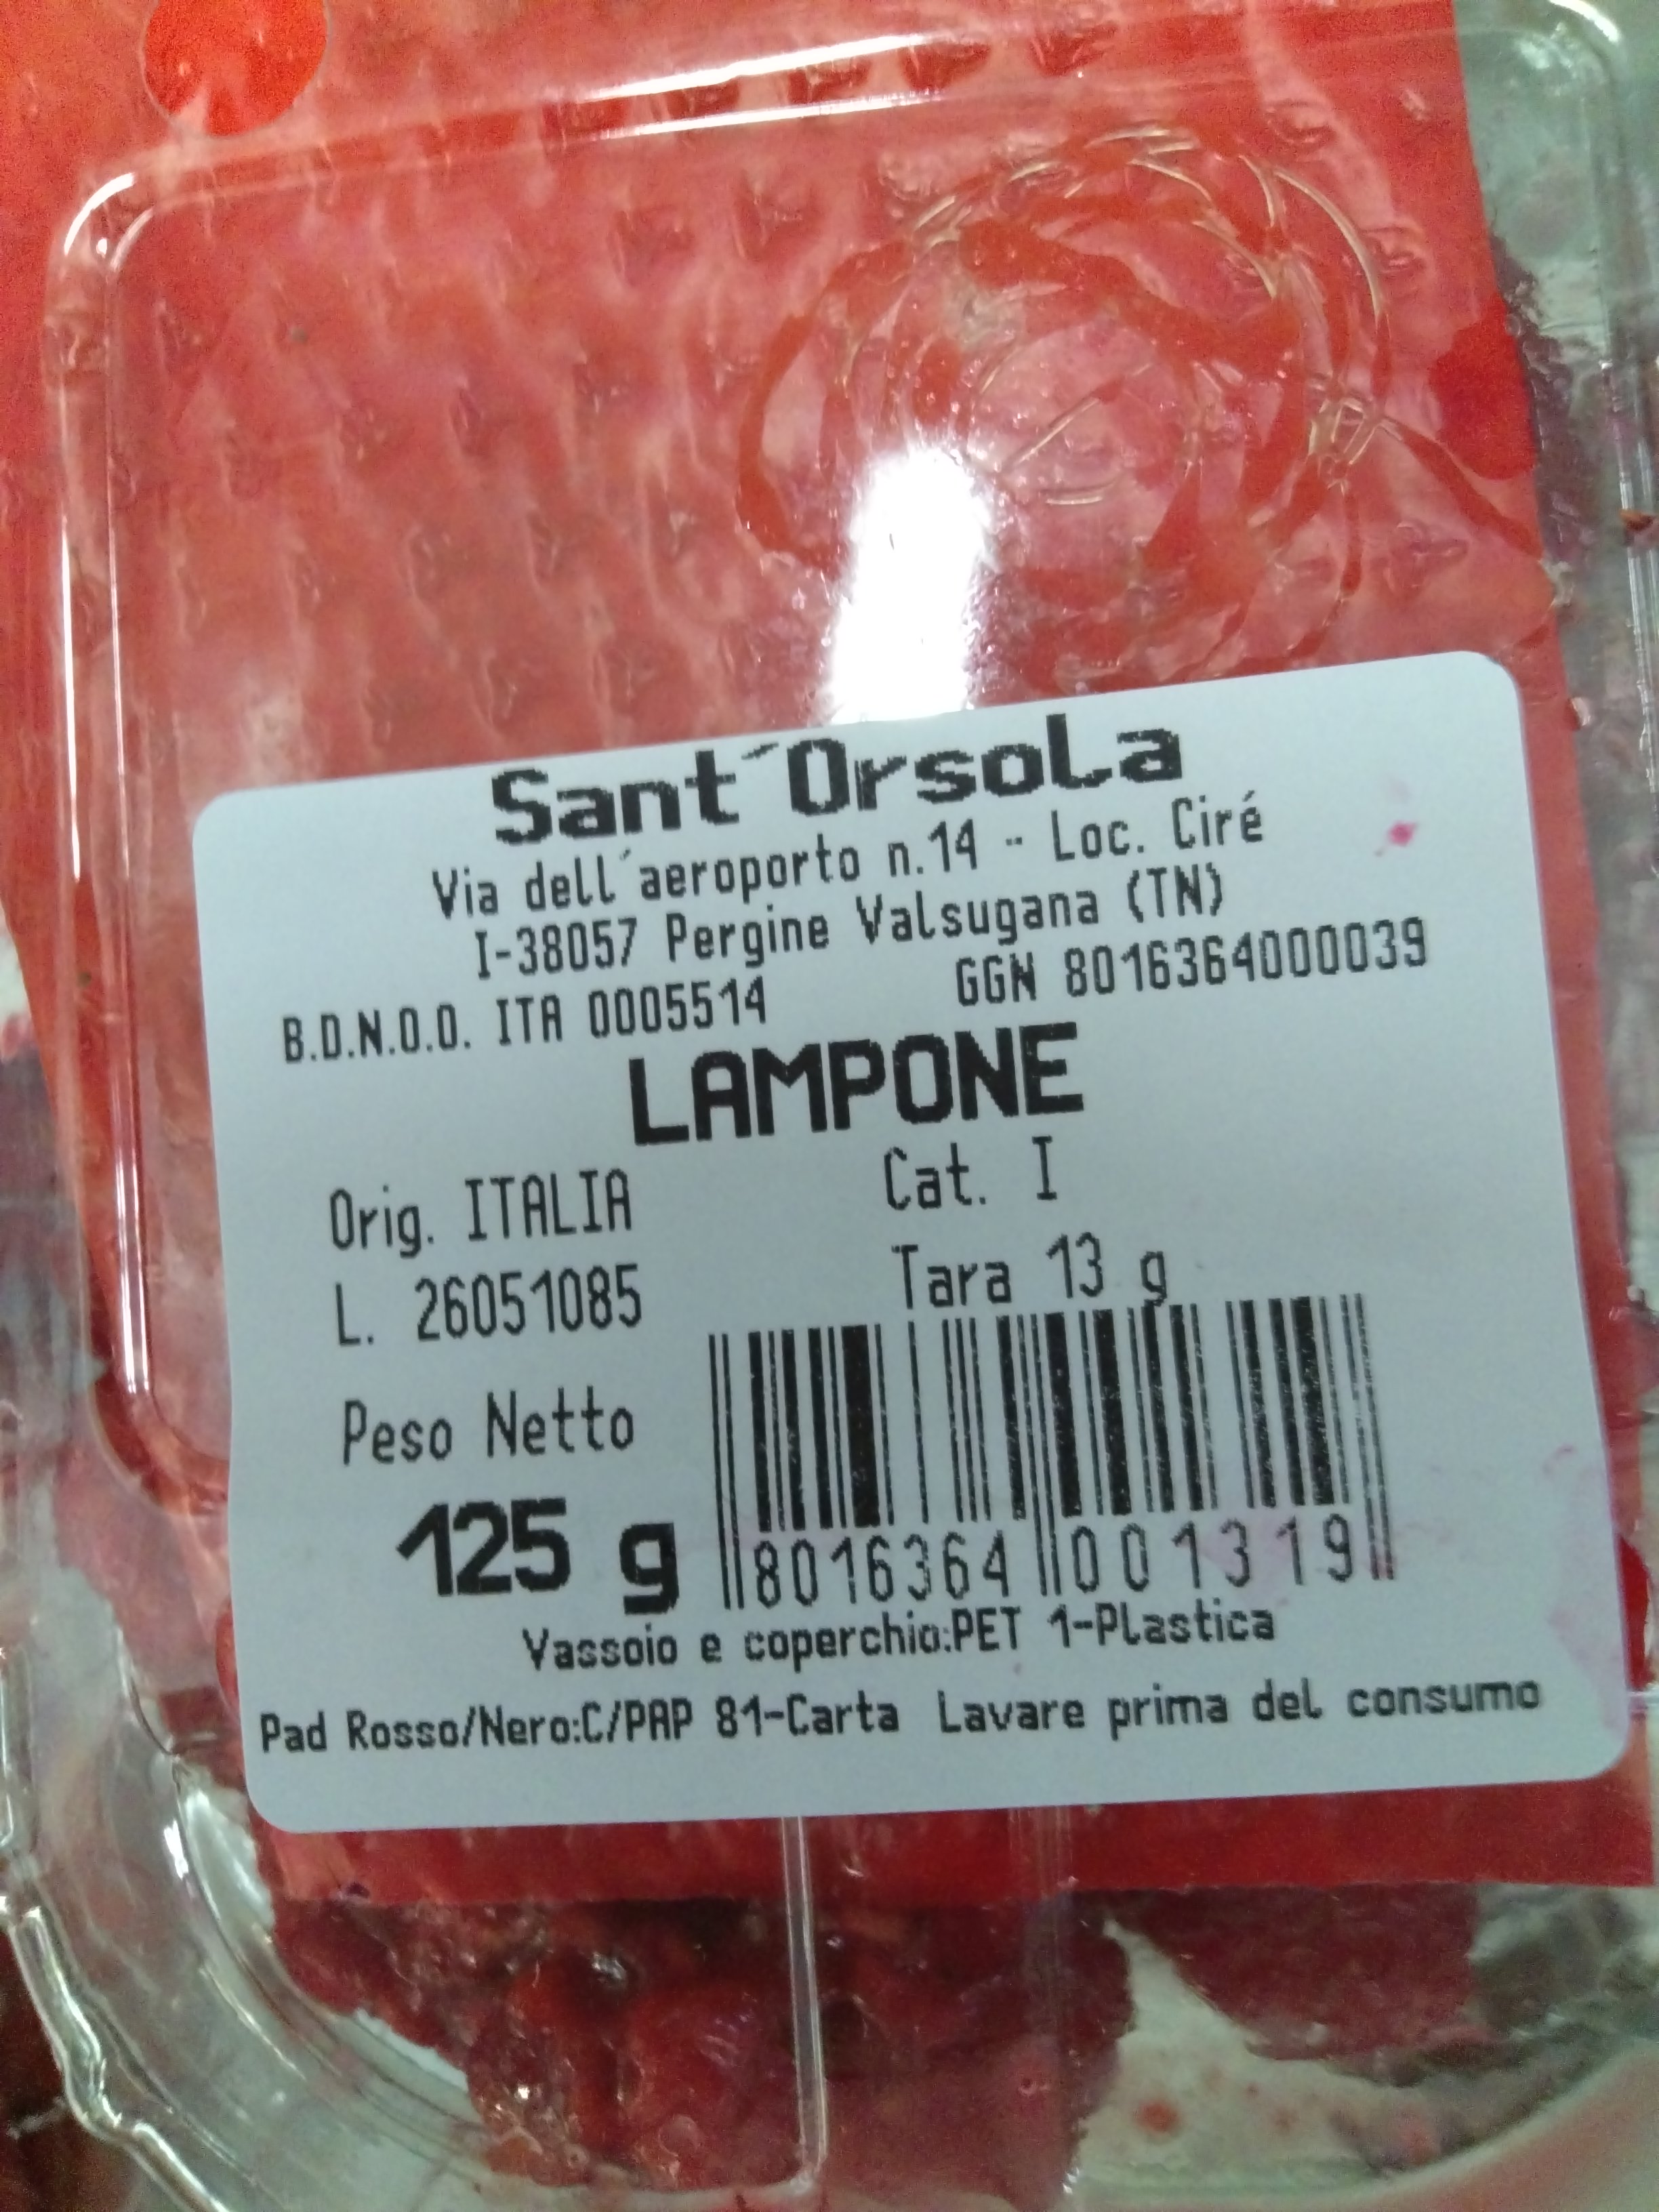 Sant´Orsola
Via dell´aeroporto n.14 - Loc. Ciré
I-38057 Pergine Valsugana (TN)
B.D.N.O.O. ITA 0005514 GGN 8016364000039
LAMPONE
Orig. ITALIA Cat. I
L. 26051085 Tara 13 g
Peso Netto
125 g
8016364 001319
Vassoio e coperchio:PET 1-Plastica
Pad Rosso/Nero:C/PAP 81-Carta Lavare prima del consumo